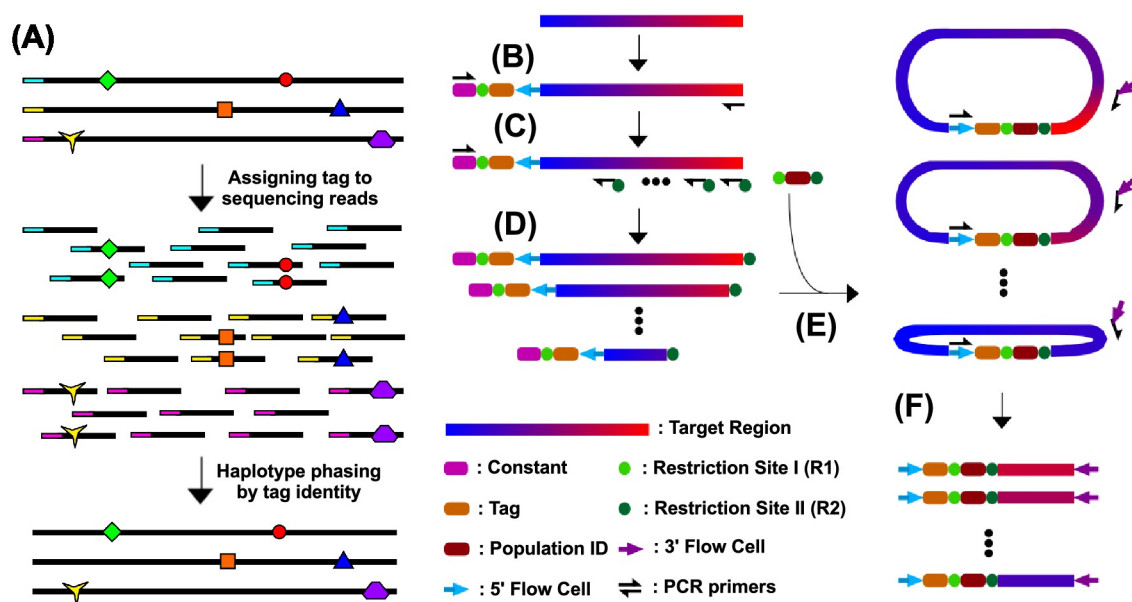 (A)
Assigning tag to
sequencing reads
Haplotype phasing
by tag identity
(B)
(C)
(D)
(E)
(F)
: Target Region
: Constant
: Restriction Site I (R1)
: Tag
: Restriction Site II (R2)
: Population ID
: 3' Flow Cell
: 5' Flow Cell
: PCR primers